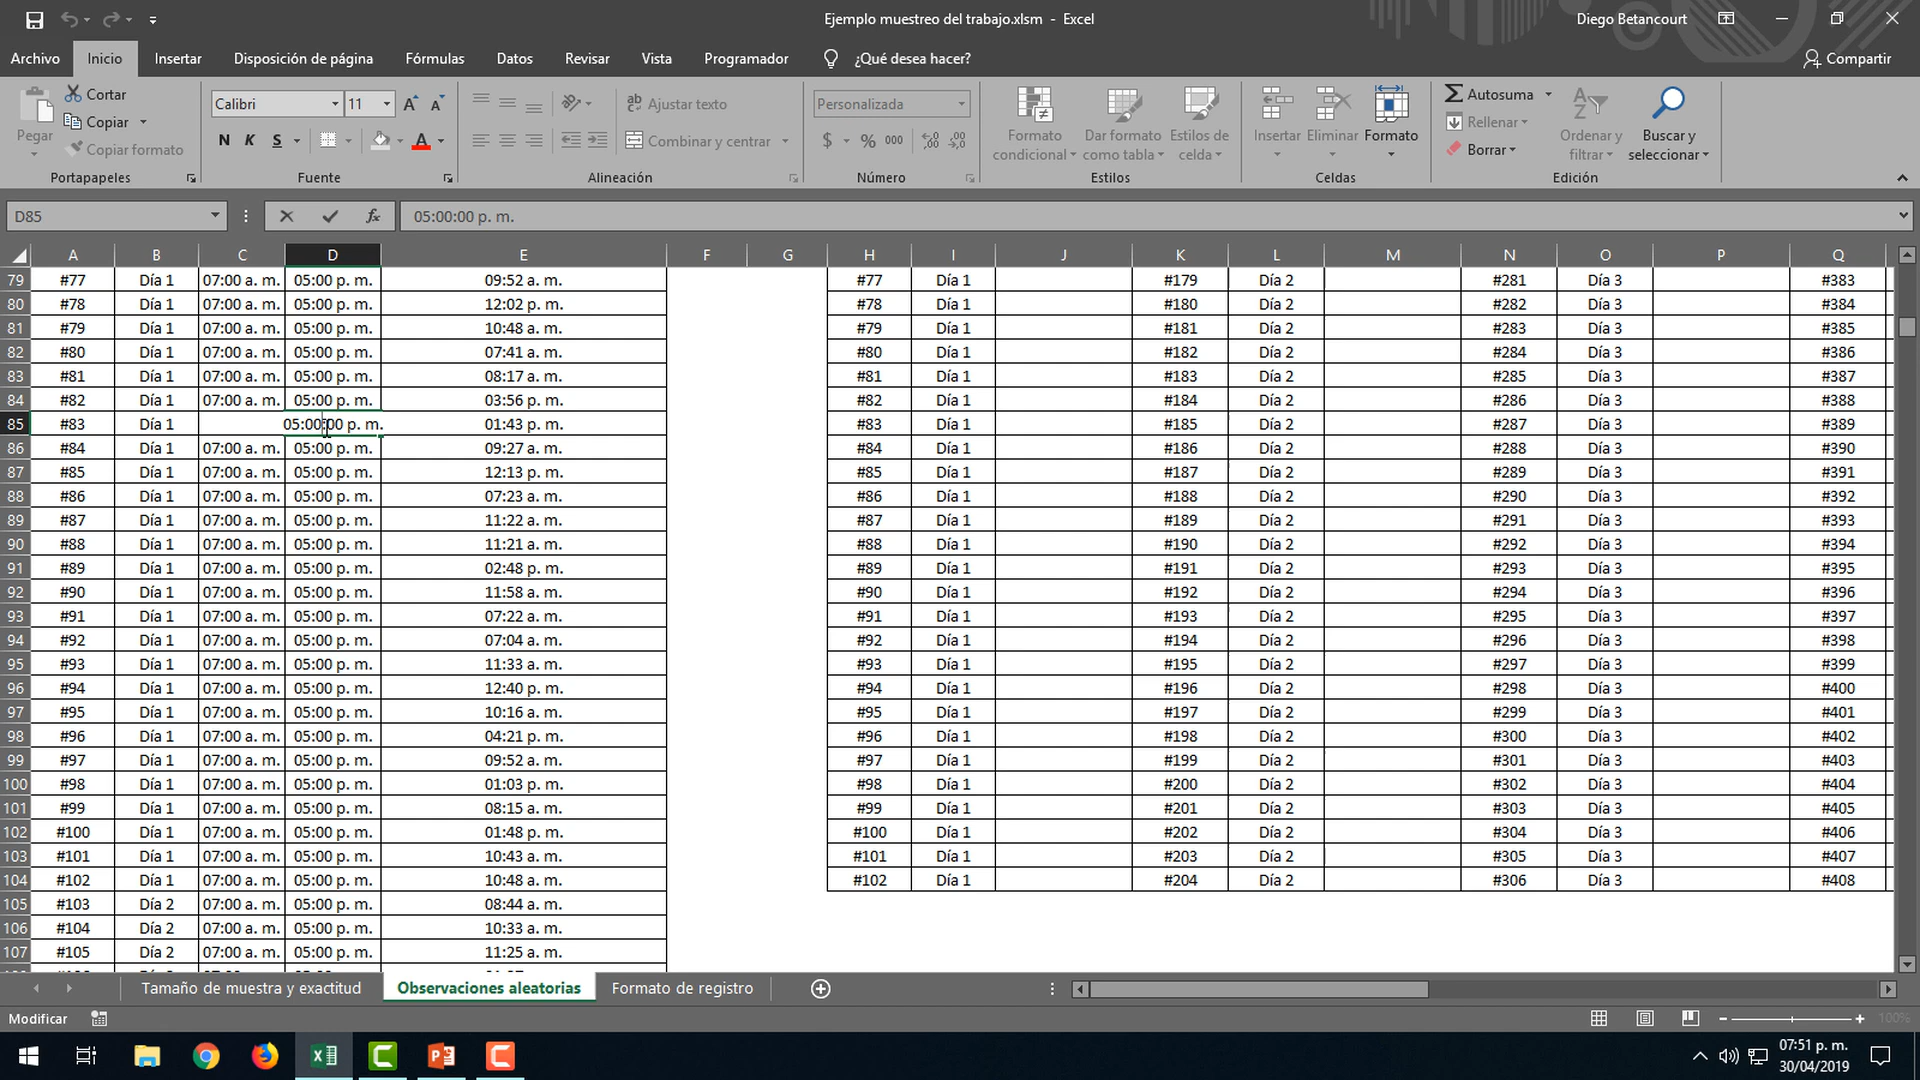 Ejemplo muestreo del trabajo.xlsm - Excel
Diego Betancourt
Archivo Inicio Insertar Disposición de página Fórmulas Datos Revisar Vista Programador ¿Qué desea hacer? Compartir
Pegar
Cortar
Copiar
Copiar formato
Portapapeles
Calibri 11
N K S
Fuente
Ajustar texto
Combinar y centrar
Alineación
Personalizada
$ % 000
Número
Formato condicional
Dar formato como tabla
Estilos de celda
Estilos
Insertar Eliminar Formato
Celdas
Autosuma
Rellenar
Borrar
Ordenar y filtrar
Buscar y seleccionar
Edición
D85 fx 05:00:00 p. m.
A B C D E F G H I J K L M N O P Q
79 #77 Día 1 07:00 a. m. 05:00 p. m. 09:52 a. m. #77 Día 1 #179 Día 2 #281 Día 3 #383
80 #78 Día 1 07:00 a. m. 05:00 p. m. 12:02 p. m. #78 Día 1 #180 Día 2 #282 Día 3 #384
81 #79 Día 1 07:00 a. m. 05:00 p. m. 10:48 a. m. #79 Día 1 #181 Día 2 #283 Día 3 #385
82 #80 Día 1 07:00 a. m. 05:00 p. m. 07:41 a. m. #80 Día 1 #182 Día 2 #284 Día 3 #386
83 #81 Día 1 07:00 a. m. 05:00 p. m. 08:17 a. m. #81 Día 1 #183 Día 2 #285 Día 3 #387
84 #82 Día 1 07:00 a. m. 05:00 p. m. 03:56 p. m. #82 Día 1 #184 Día 2 #286 Día 3 #388
85 #83 Día 1 05:00:00 p. m. 01:43 p. m. #83 Día 1 #185 Día 2 #287 Día 3 #389
86 #84 Día 1 07:00 a. m. 05:00 p. m. 09:27 a. m. #84 Día 1 #186 Día 2 #288 Día 3 #390
87 #85 Día 1 07:00 a. m. 05:00 p. m. 12:13 p. m. #85 Día 1 #187 Día 2 #289 Día 3 #391
88 #86 Día 1 07:00 a. m. 05:00 p. m. 07:23 a. m. #86 Día 1 #188 Día 2 #290 Día 3 #392
89 #87 Día 1 07:00 a. m. 05:00 p. m. 11:22 a. m. #87 Día 1 #189 Día 2 #291 Día 3 #393
90 #88 Día 1 07:00 a. m. 05:00 p. m. 11:21 a. m. #88 Día 1 #190 Día 2 #292 Día 3 #394
91 #89 Día 1 07:00 a. m. 05:00 p. m. 02:48 p. m. #89 Día 1 #191 Día 2 #293 Día 3 #395
92 #90 Día 1 07:00 a. m. 05:00 p. m. 11:58 a. m. #90 Día 1 #192 Día 2 #294 Día 3 #396
93 #91 Día 1 07:00 a. m. 05:00 p. m. 07:22 a. m. #91 Día 1 #193 Día 2 #295 Día 3 #397
94 #92 Día 1 07:00 a. m. 05:00 p. m. 07:04 a. m. #92 Día 1 #194 Día 2 #296 Día 3 #398
95 #93 Día 1 07:00 a. m. 05:00 p. m. 11:33 a. m. #93 Día 1 #195 Día 2 #297 Día 3 #399
96 #94 Día 1 07:00 a. m. 05:00 p. m. 12:40 p. m. #94 Día 1 #196 Día 2 #298 Día 3 #400
97 #95 Día 1 07:00 a. m. 05:00 p. m. 10:16 a. m. #95 Día 1 #197 Día 2 #299 Día 3 #401
98 #96 Día 1 07:00 a. m. 05:00 p. m. 04:21 p. m. #96 Día 1 #198 Día 2 #300 Día 3 #402
99 #97 Día 1 07:00 a. m. 05:00 p. m. 09:52 a. m. #97 Día 1 #199 Día 2 #301 Día 3 #403
100 #98 Día 1 07:00 a. m. 05:00 p. m. 01:03 p. m. #98 Día 1 #200 Día 2 #302 Día 3 #404
101 #99 Día 1 07:00 a. m. 05:00 p. m. 08:15 a. m. #99 Día 1 #201 Día 2 #303 Día 3 #405
102 #100 Día 1 07:00 a. m. 05:00 p. m. 01:48 p. m. #100 Día 1 #202 Día 2 #304 Día 3 #406
103 #101 Día 1 07:00 a. m. 05:00 p. m. 10:43 a. m. #101 Día 1 #203 Día 2 #305 Día 3 #407
104 #102 Día 1 07:00 a. m. 05:00 p. m. 10:48 a. m. #102 Día 1 #204 Día 2 #306 Día 3 #408
105 #103 Día 2 07:00 a. m. 05:00 p. m. 08:44 a. m.
106 #104 Día 2 07:00 a. m. 05:00 p. m. 10:33 a. m.
107 #105 Día 2 07:00 a. m. 05:00 p. m. 11:25 a. m.
Tamaño de muestra y exactitud Observaciones aleatorias Formato de registro
Modificar 100%
07:51 p. m.
30/04/2019